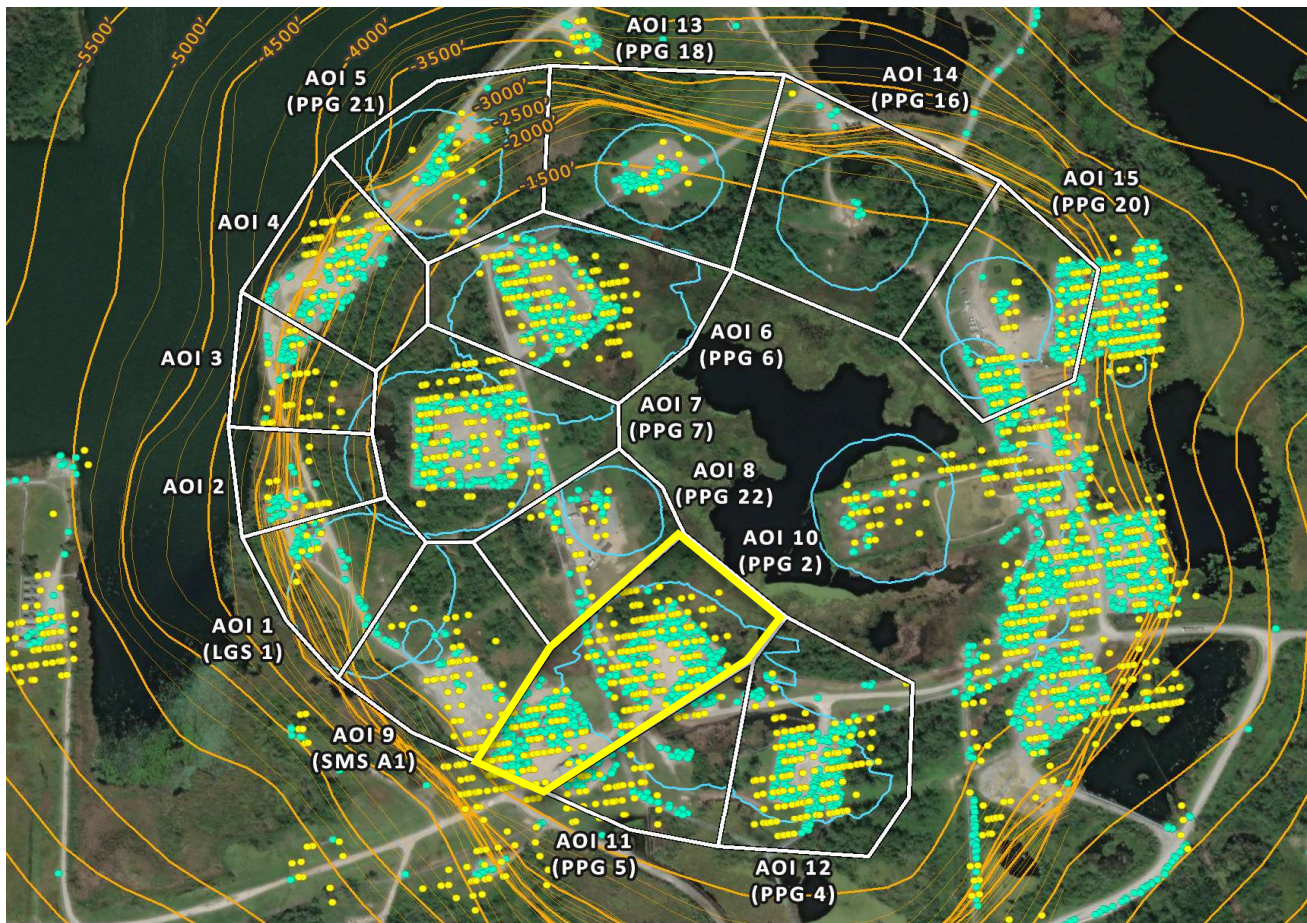 -5500'
-5000'
-4500'
-4000'
-3500'
-3000'
-2500'
-2000'
-1500'
AOI 13
(PPG 18)
AOI 14
(PPG 16)
AOI 5
(PPG 21)
AOI 15
(PPG 20)
AOI 4
AOI 3
AOI 6
(PPG 6)
AOI 7
(PPG 7)
AOI 2
AOI 8
(PPG 22)
AOI 10
(PPG 2)
AOI 1
(LGS 1)
AOI 9
(SMS A1)
AOI 11
(PPG 5)
AOI 12
(PPG 4)